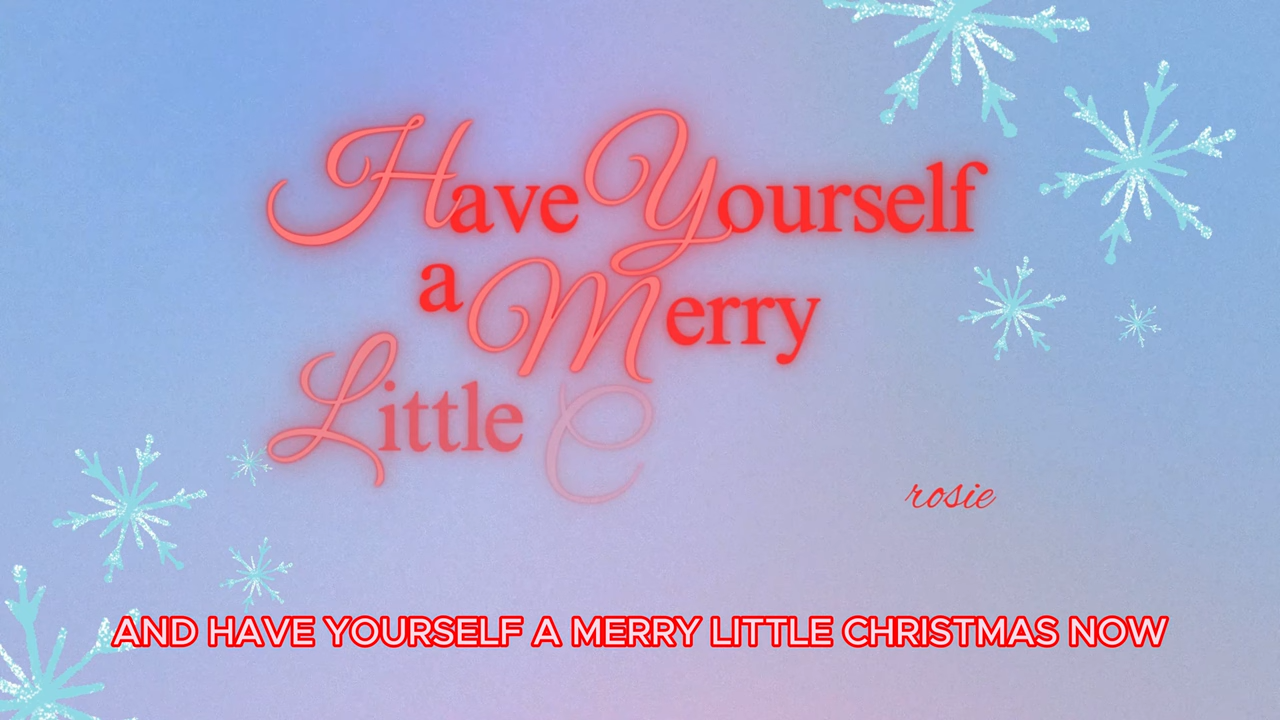 Have Yourself
a Merry
Little C
rosie
AND HAVE YOURSELF A MERRY LITTLE CHRISTMAS NOW